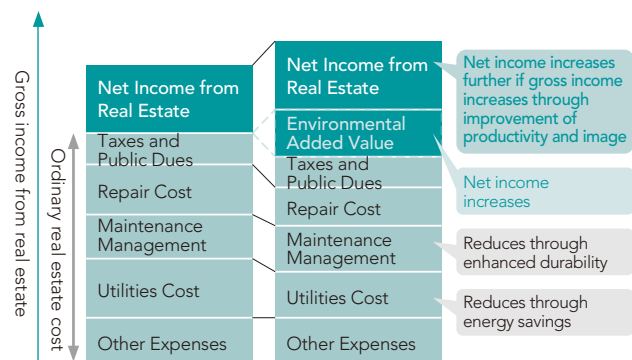 Gross income from real estate
Ordinary real estate cost
Net Income from
Real Estate
Taxes and
Public Dues
Repair Cost
Maintenance
Management
Utilities Cost
Other Expenses
Net Income from
Real Estate
Environmental
Added Value
Taxes and
Public Dues
Repair Cost
Maintenance
Management
Utilities Cost
Other Expenses
Net income increases
further if gross income
increases through
improvement of
productivity and image
Net income
increases
Reduces through
enhanced durability
Reduces through
energy savings